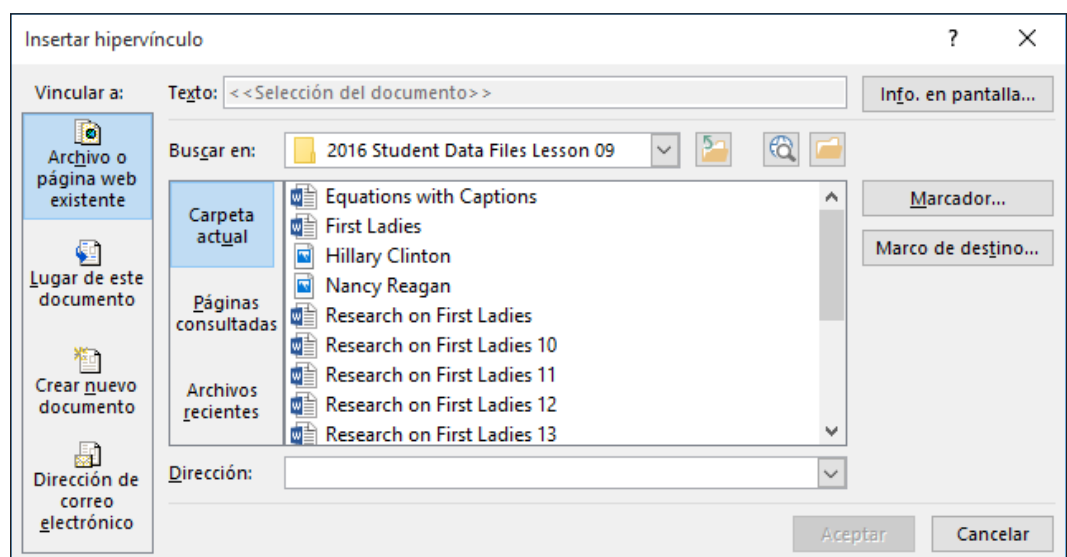 Insertar hipervínculo
?
Vincular a:
Texto: <<Selección del documento>>
Info. en pantalla...
Archivo o
página web
existente
Buscar en:
2016 Student Data Files Lesson 09
Carpeta
actual
Equations with Captions
First Ladies
Hillary Clinton
Nancy Reagan
Research on First Ladies
Research on First Ladies 10
Research on First Ladies 11
Research on First Ladies 12
Research on First Ladies 13
Marcador...
Marco de destino...
Lugar de este
documento
Páginas
consultadas
Crear nuevo
documento
Archivos
recientes
Dirección de
correo
electrónico
Dirección:
Aceptar
Cancelar